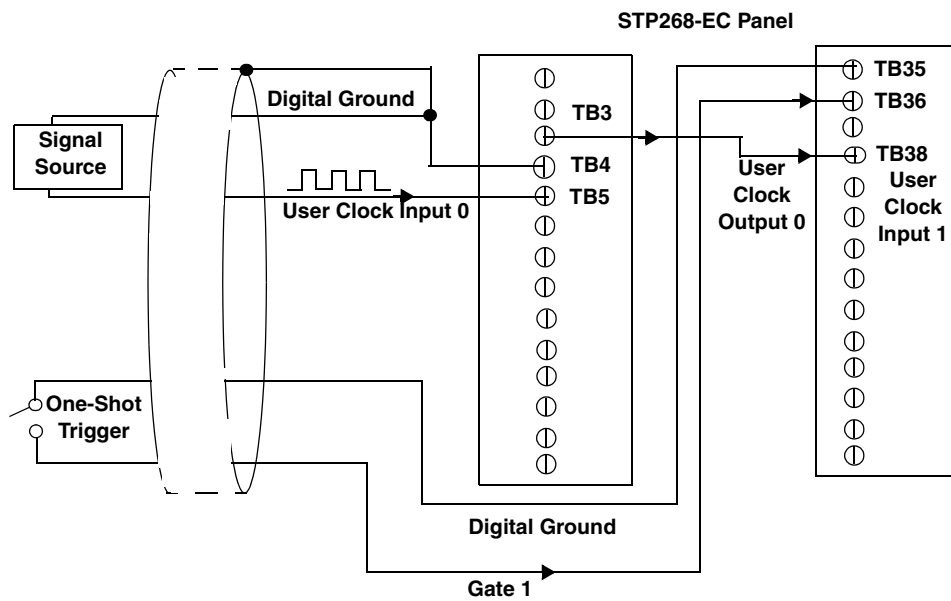 STP268-EC Panel
TB35
Digital Ground
TB3
TB36
Signal
Source
TB4
TB38
User Clock Input 0
TB5
User
Clock
Output 0
User
Clock
Input 1
One-Shot
Trigger
Digital Ground
Gate 1